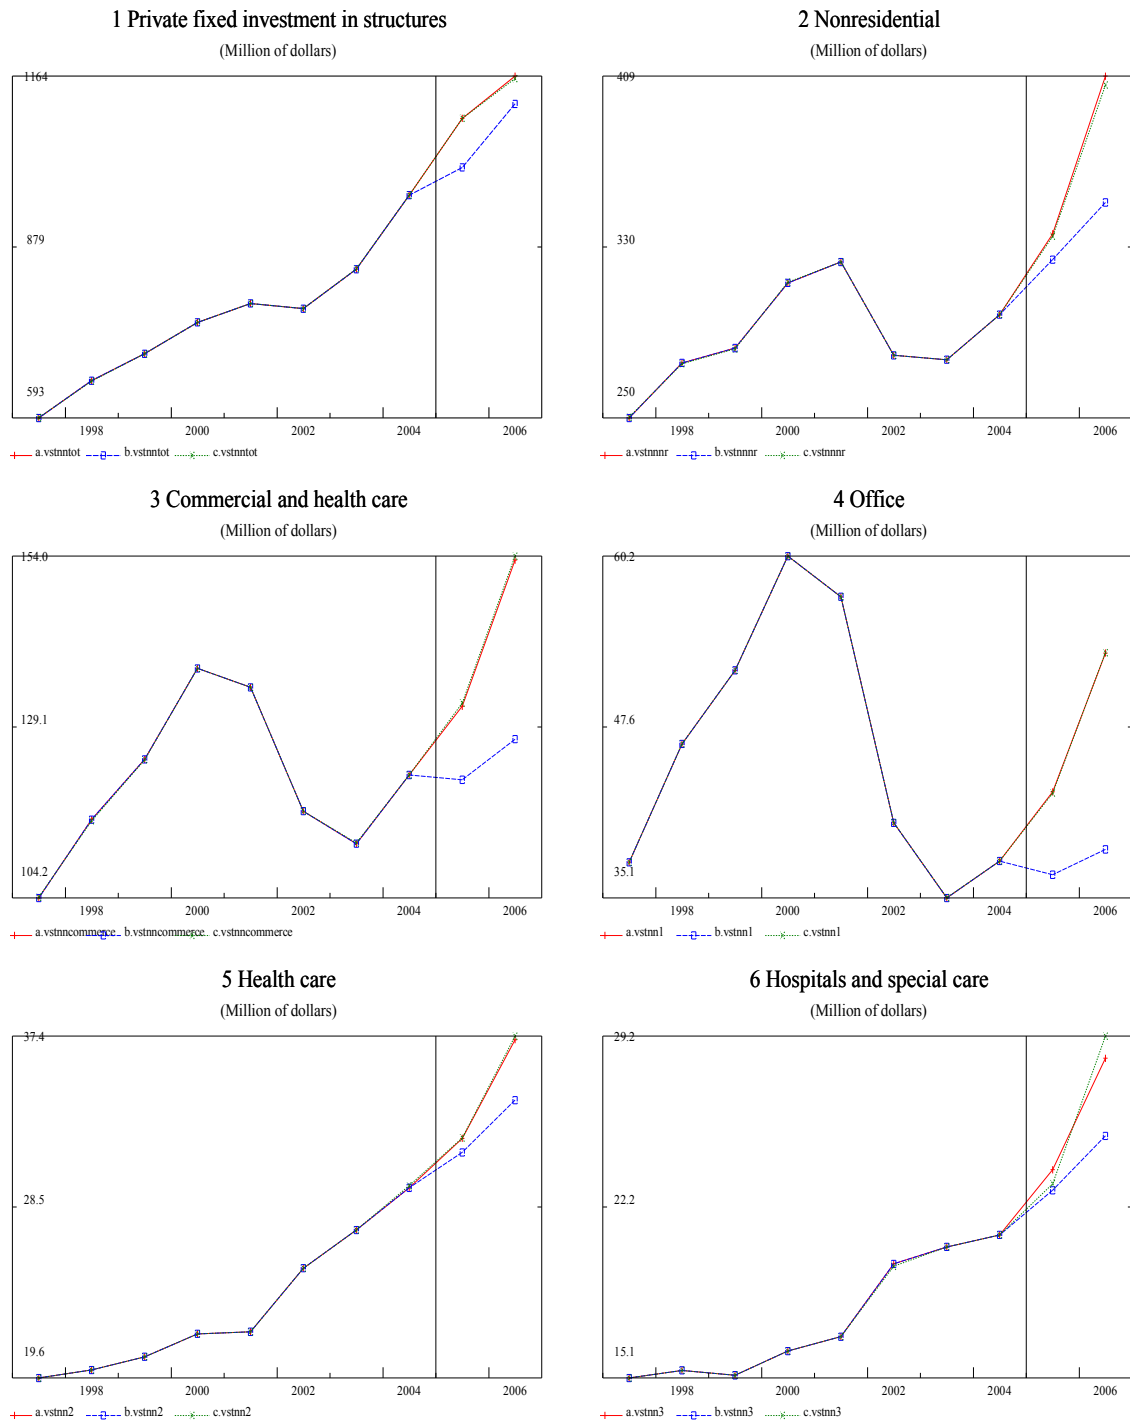 1 Private fixed investment in structures
(Million of dollars)
1164
879
593
1998 2000 2002 2004 2006
a.vstnntot b.vstnntot c.vstnntot
2 Nonresidential
(Million of dollars)
409
330
250
1998 2000 2002 2004 2006
a.vstnnnr b.vstnnnr c.vstnnnr
3 Commercial and health care
(Million of dollars)
154.0
129.1
104.2
1998 2000 2002 2004 2006
a.vstnncommerce b.vstnncommerce c.vstnncommerce
4 Office
(Million of dollars)
60.2
47.6
35.1
1998 2000 2002 2004 2006
a.vstnn1 b.vstnn1 c.vstnn1
5 Health care
(Million of dollars)
37.4
28.5
19.6
1998 2000 2002 2004 2006
a.vstnn2 b.vstnn2 c.vstnn2
6 Hospitals and special care
(Million of dollars)
29.2
22.2
15.1
1998 2000 2002 2004 2006
a.vstnn3 b.vstnn3 c.vstnn3